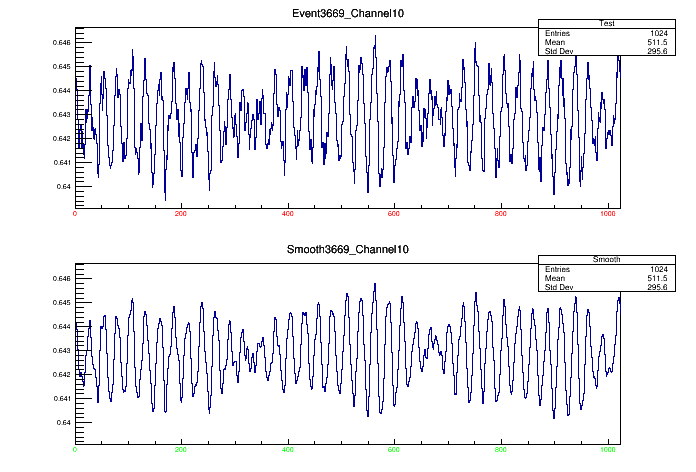 Event3669_Channel10
Test
Entries 1024
Mean 511.5
Std Dev 295.6
0.646
0.645
0.644
0.643
0.642
0.641
0.64
0 200 400 600 800 1000
Smooth3669_Channel10
Smooth
Entries 1024
Mean 511.5
Std Dev 295.6
0.646
0.645
0.644
0.643
0.642
0.641
0.64
0 200 400 600 800 1000